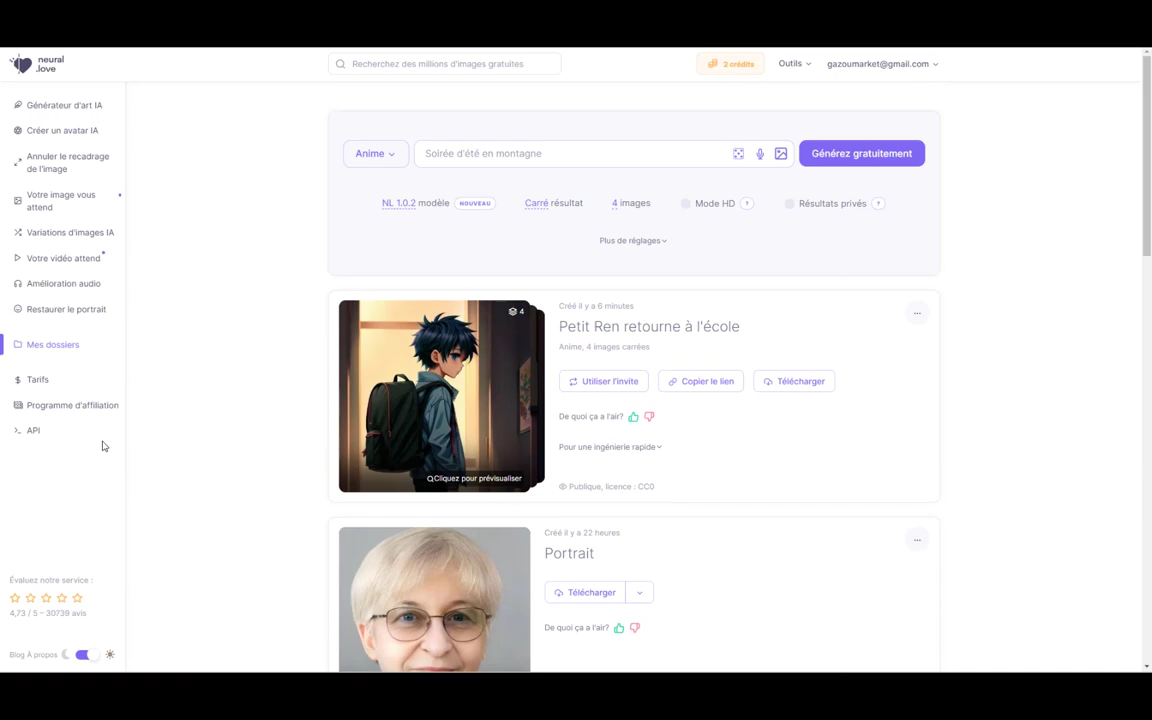 neural
.love
Recherchez des millions d'images gratuites
2 crédits
Outils
gazoumarket@gmail.com
Générateur d'art IA
Créer un avatar IA
Annuler le recadrage
de l'image
Votre image vous
attend
Variations d'images IA
Votre vidéo attend
Amélioration audio
Restaurer le portrait
Mes dossiers
Tarifs
Programme d'affiliation
API
Évaluez notre service :
4,73 / 5 – 30739 avis
Blog À propos
Anime
Soirée d'été en montagne
Générez gratuitement
NL 1.0.2 modèle NOUVEAU
Carré résultat
4 images
Mode HD ?
Résultats privés ?
Plus de réglages
4
Cliquez pour prévisualiser
Créé il y a 6 minutes
...
Petit Ren retourne à l'école
Anime, 4 images carrées
Utiliser l'invite
Copier le lien
Télécharger
De quoi ça a l'air?
Pour une ingénierie rapide
Publique, licence : CC0
Créé il y a 22 heures
...
Portrait
Télécharger
De quoi ça a l'air?